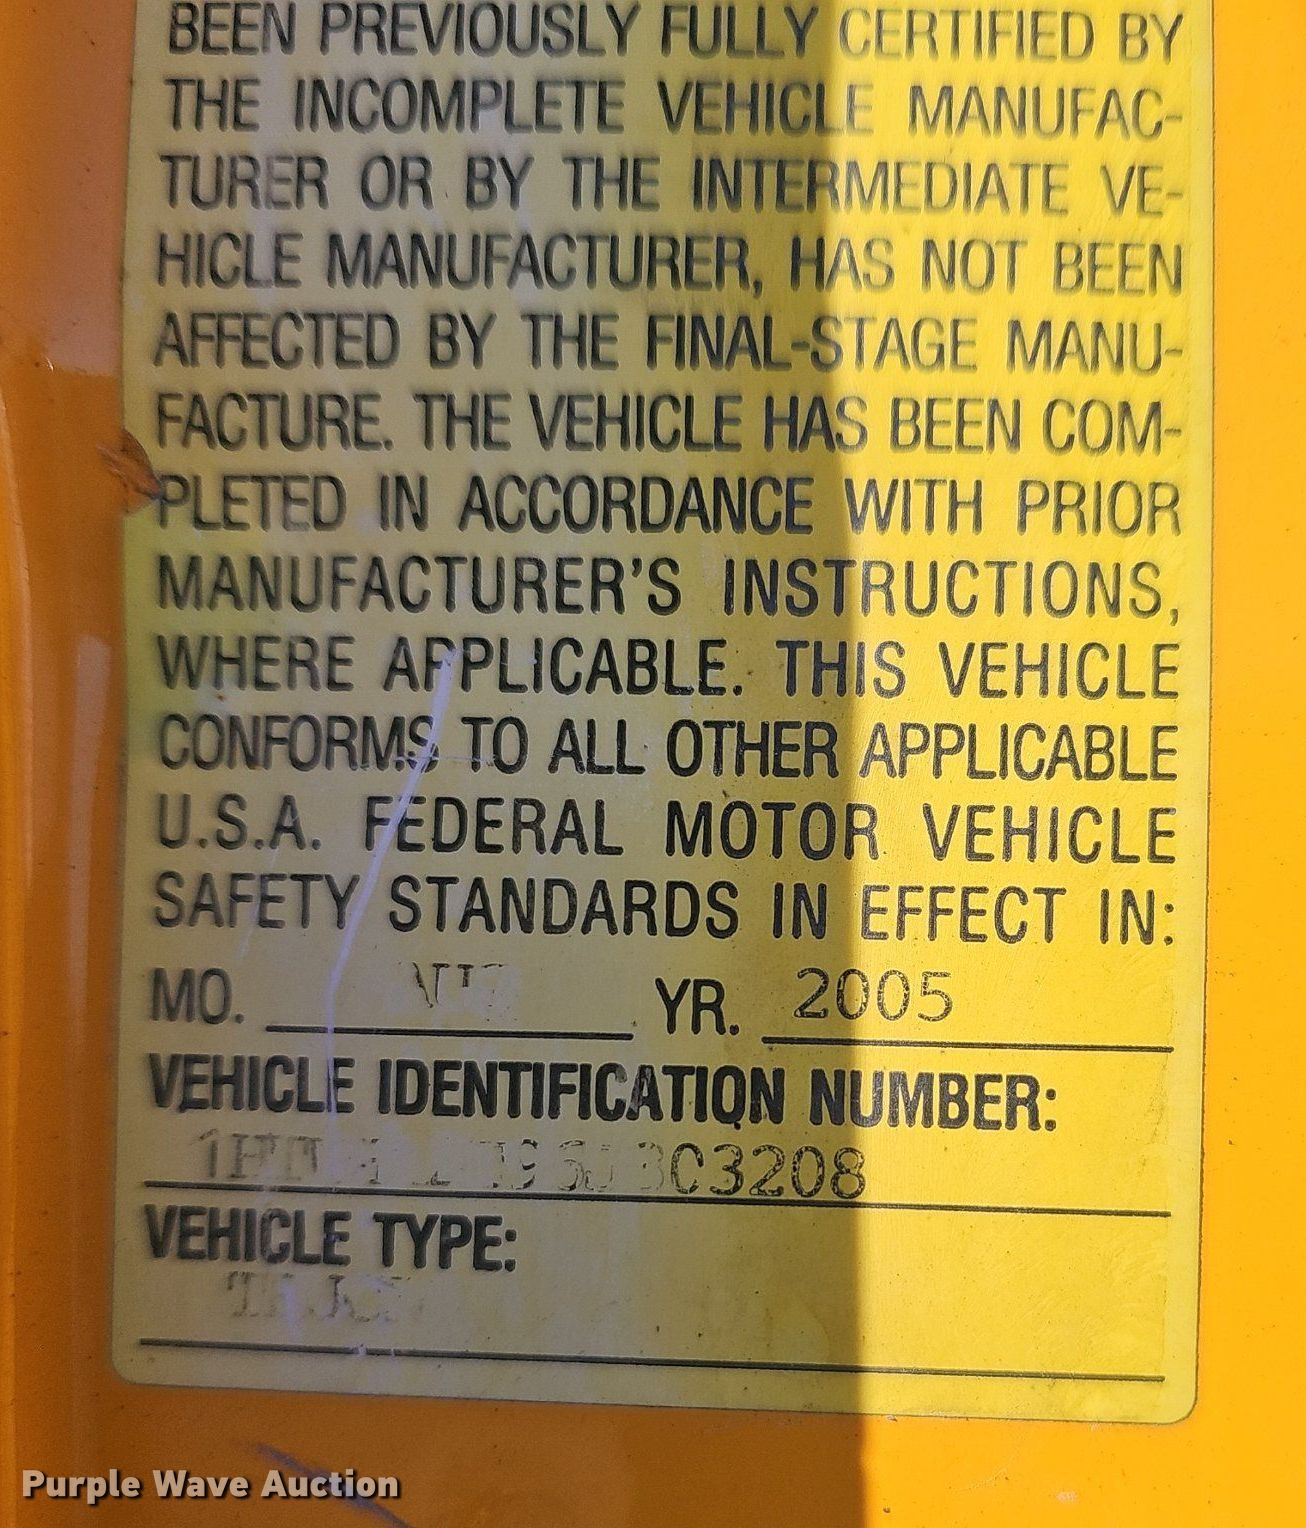 BEEN PREVIOUSLY FULLY CERTIFIED BY
THE INCOMPLETE VEHICLE MANUFAC-
TURER OR BY THE INTERMEDIATE VE-
HICLE MANUFACTURER, HAS NOT BEEN
AFFECTED BY THE FINAL-STAGE MANU-
FACTURE. THE VEHICLE HAS BEEN COM-
PLETED IN ACCORDANCE WITH PRIOR
MANUFACTURER'S INSTRUCTIONS,
WHERE APPLICABLE. THIS VEHICLE
CONFORMS TO ALL OTHER APPLICABLE
U.S.A. FEDERAL MOTOR VEHICLE
SAFETY STANDARDS IN EFFECT IN:
MO. YR. 2005
VEHICLE IDENTIFICATION NUMBER:
VEHICLE TYPE:
Purple Wave Auction